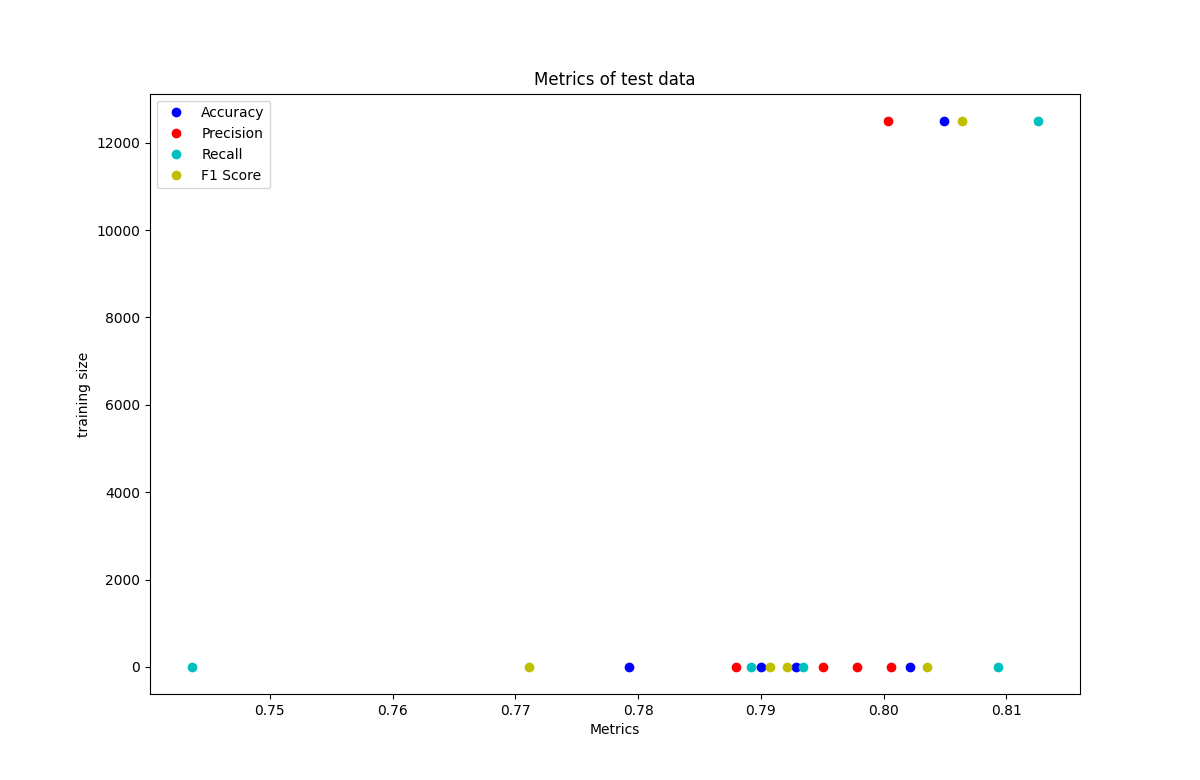 Metrics of test data
Accuracy
Precision
Recall
F1 Score
12000
10000
8000
6000
4000
2000
0
training size
0.75 0.76 0.77 0.78 0.79 0.80 0.81
Metrics